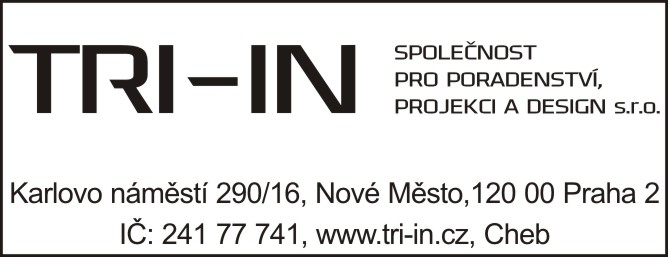 TRI-IN
SPOLEČNOST
PRO PORADENSTVÍ,
PROJEKCI A DESIGN s.r.o.
Karlovo náměstí 290/16, Nové Město,120 00 Praha 2
IČ: 241 77 741, www.tri-in.cz, Cheb